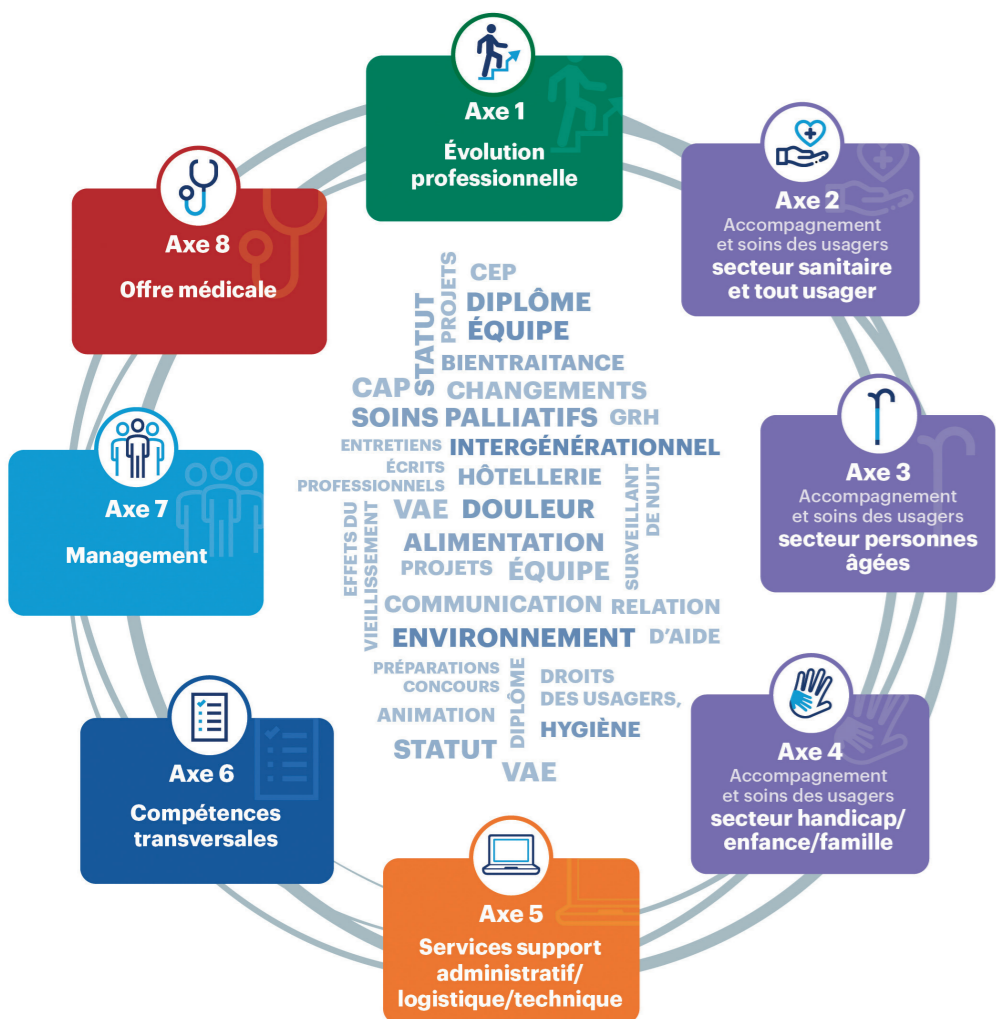 Axe 1
Évolution
professionnelle
Axe 2
Accompagnement
et soins des usagers
secteur sanitaire
et tout usager
Axe 3
Accompagnement
et soins des usagers
secteur personnes
âgées
Axe 4
Accompagnement
et soins des usagers
secteur handicap/
enfance/famille
Axe 5
Services support
administratif/
logistique/technique
Axe 6
Compétences
transversales
Axe 7
Management
Axe 8
Offre médicale
STATUT
PROJETS
CEP
DIPLÔME
ÉQUIPE
BIENTRAITANCE
CAP
CHANGEMENTS
SOINS PALLIATIFS
GRH
ENTRETIENS
INTERGÉNÉRATIONNEL
ÉCRITS
PROFESSIONNELS
HÔTELLERIE
SURVEILLANT
DE NUIT
EFFETS DU
VIEILLISSEMENT
VAE
DOULEUR
ALIMENTATION
PROJETS
ÉQUIPE
COMMUNICATION
RELATION
D'AIDE
ENVIRONNEMENT
PRÉPARATIONS
CONCOURS
DIPLÔME
DROITS
DES USAGERS,
ANIMATION
HYGIÈNE
STATUT
VAE